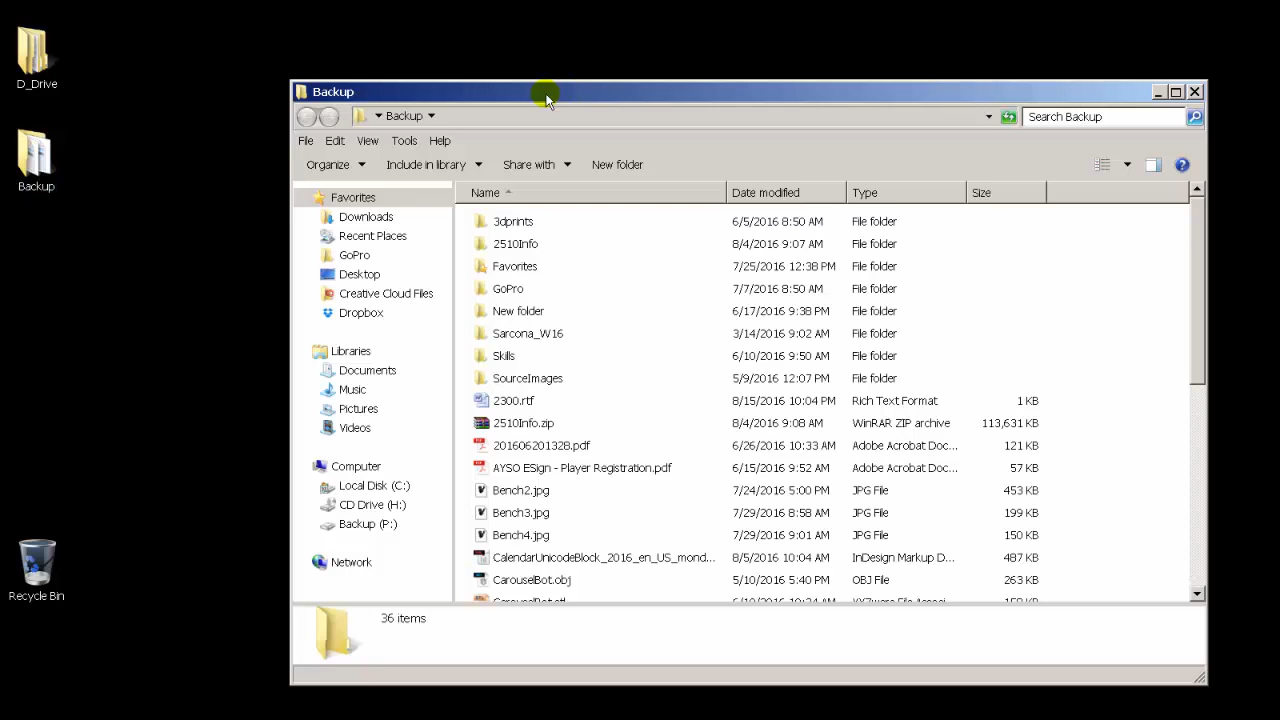 D_Drive
Backup
Recycle Bin
Backup
Backup
Search Backup
File Edit View Tools Help
Organize Include in library Share with New folder
Favorites
Downloads
Recent Places
GoPro
Desktop
Creative Cloud Files
Dropbox
Libraries
Documents
Music
Pictures
Videos
Computer
Local Disk (C:)
CD Drive (H:)
Backup (P:)
Network
Name Date modified Type Size
3dprints 6/5/2016 8:50 AM File folder
2510Info 8/4/2016 9:07 AM File folder
Favorites 7/25/2016 12:38 PM File folder
GoPro 7/7/2016 8:50 AM File folder
New folder 6/17/2016 9:38 PM File folder
Sarcona_W16 3/14/2016 9:02 AM File folder
Skills 6/10/2016 9:50 AM File folder
SourceImages 5/9/2016 12:07 PM File folder
2300.rtf 8/15/2016 10:04 PM Rich Text Format 1 KB
2510Info.zip 8/4/2016 9:08 AM WinRAR ZIP archive 113,631 KB
201606201328.pdf 6/26/2016 10:33 AM Adobe Acrobat Doc... 121 KB
AYSO ESign - Player Registration.pdf 6/15/2016 9:52 AM Adobe Acrobat Doc... 57 KB
Bench2.jpg 7/24/2016 5:00 PM JPG File 453 KB
Bench3.jpg 7/29/2016 8:58 AM JPG File 199 KB
Bench4.jpg 7/29/2016 9:01 AM JPG File 150 KB
CalendarUnicodeBlock_2016_en_US_mond... 8/5/2016 10:04 AM InDesign Markup D... 487 KB
CarouselBot.obj 5/10/2016 5:40 PM OBJ File 263 KB
36 items